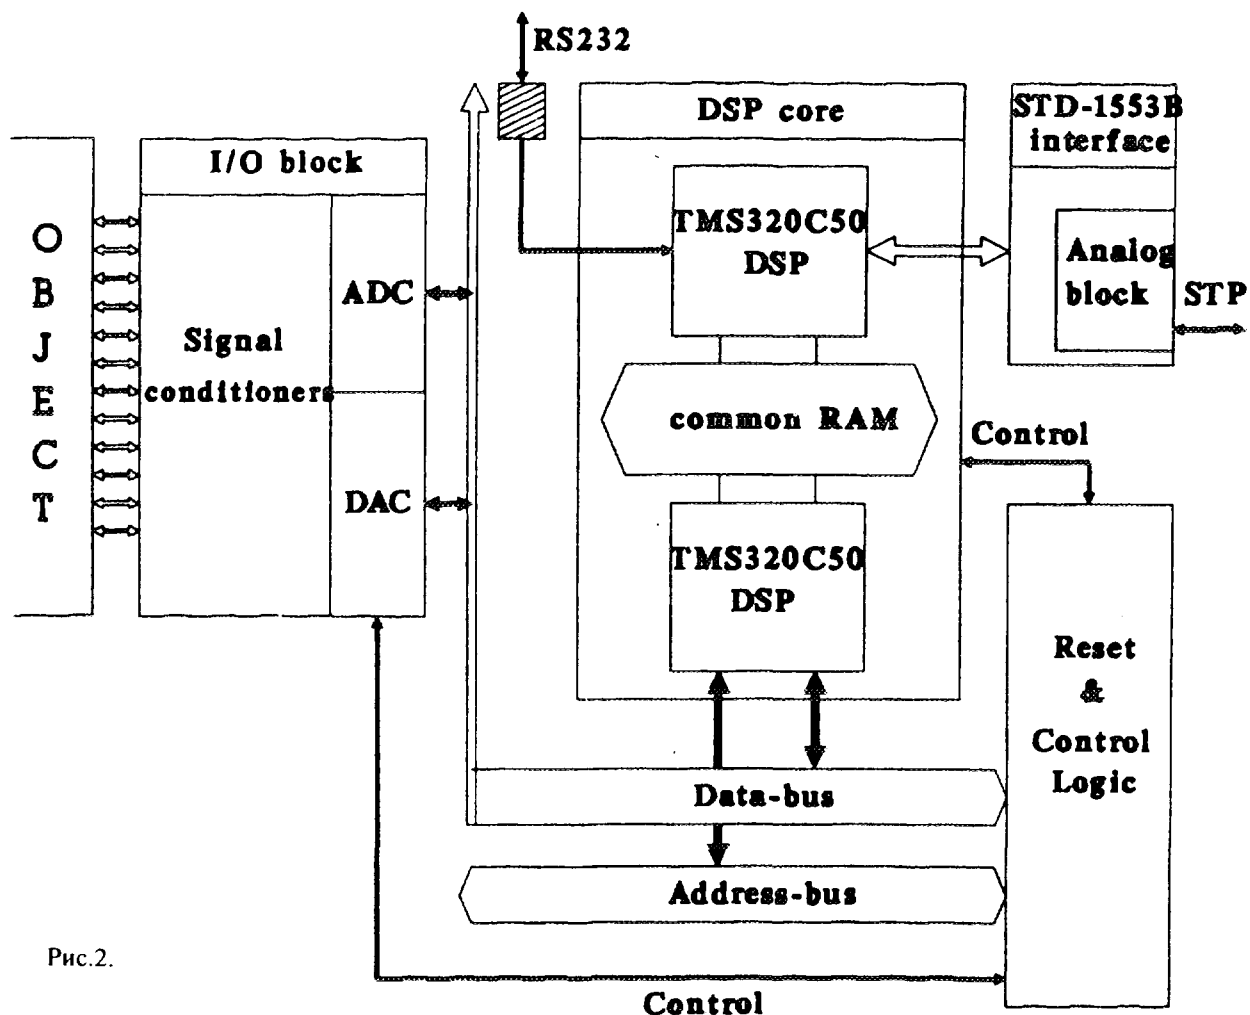 RS232
DSP core
STD-1553B
interface
I/O block
OBJECT
TMS320C50
DSP
Analog
block
STP
ADC
Signal
conditioners
common RAM
Control
DAC
TMS320C50
DSP
Reset
&
Control
Logic
Data-bus
Address-bus
Рис.2.
Control